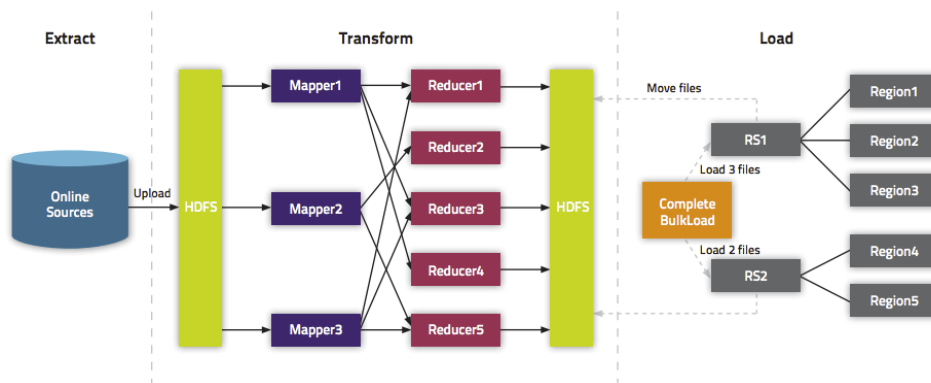 Extract
Transform
Load
Online
Sources
Upload
HDFS
Mapper1
Mapper2
Mapper3
Reducer1
Reducer2
Reducer3
Reducer4
Reducer5
HDFS
Move files
RS1
Load 3 files
Complete
BulkLoad
Load 2 files
RS2
Region1
Region2
Region3
Region4
Region5